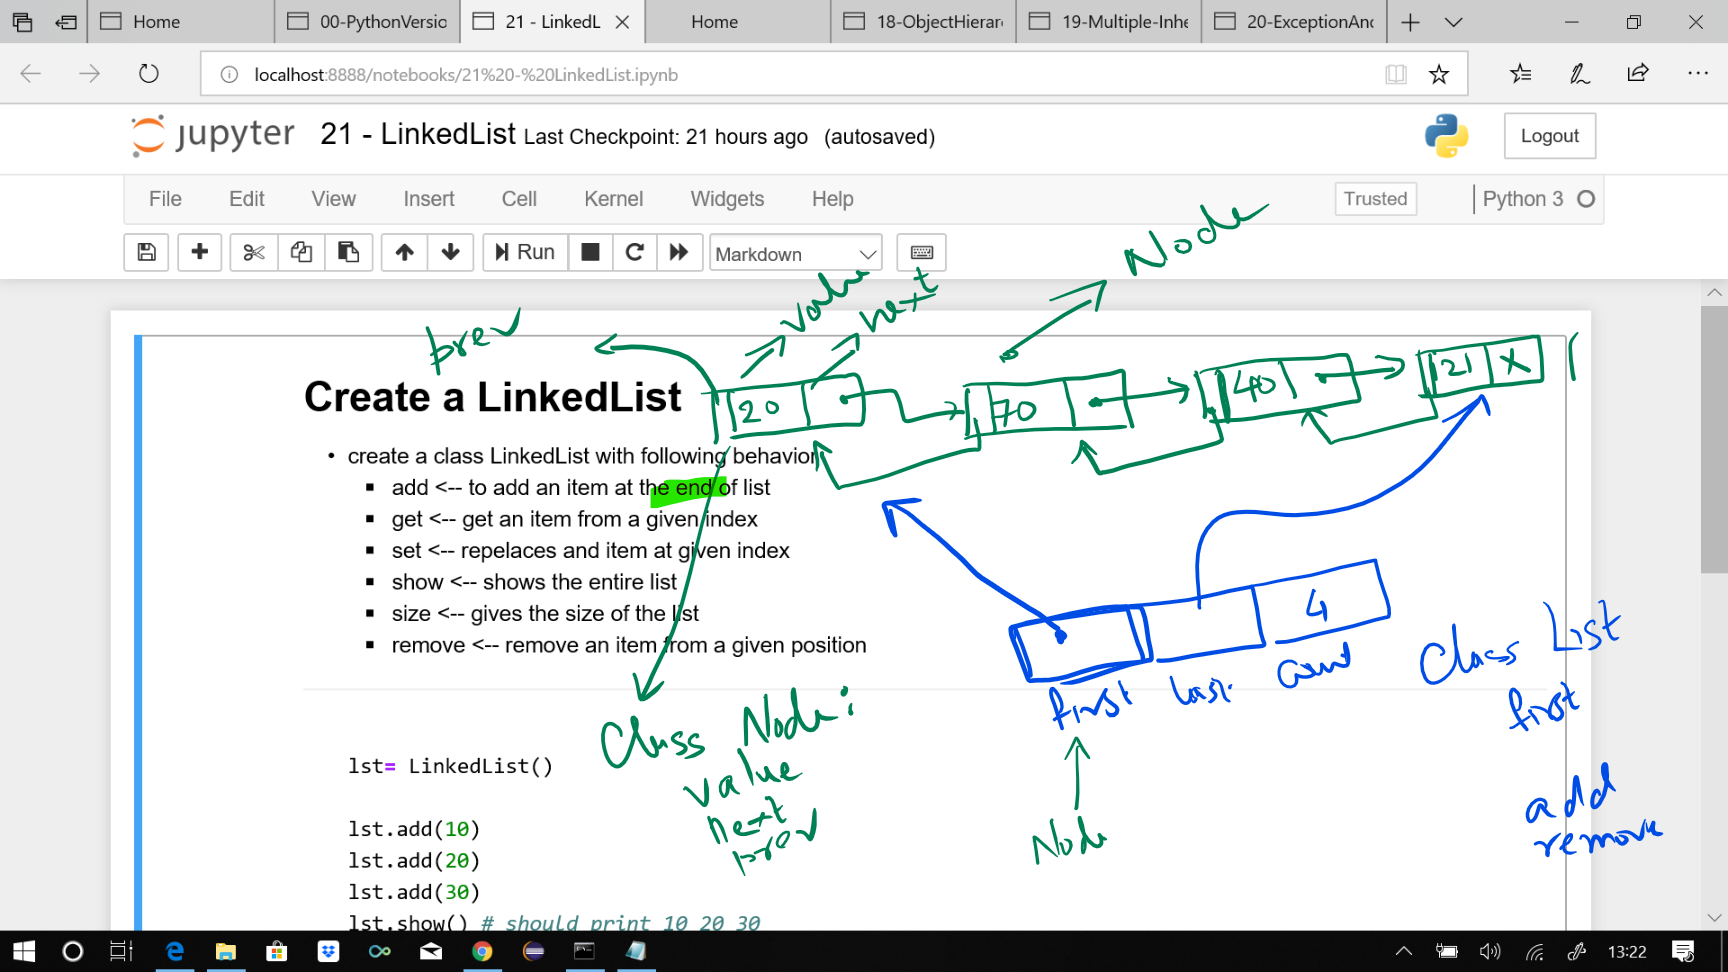 Home
00-PythonVersio
21 - LinkedL
Home
18-ObjectHierar
19-Multiple-Inhe
20-ExceptionAnd
localhost:8888/notebooks/21%20-%20LinkedList.ipynb
jupyter 21 - LinkedList Last Checkpoint: 21 hours ago (autosaved)
Logout
File Edit View Insert Cell Kernel Widgets Help
Trusted
Python 3
Run
Markdown
Node
value
next
prev
20
70
40
21 X
Create a LinkedList
• create a class LinkedList with following behavior
▪ add <-- to add an item at the end of list
▪ get <-- get an item from a given index
▪ set <-- repelaces and item at given index
▪ show <-- shows the entire list
▪ size <-- gives the size of the list
▪ remove <-- remove an item from a given position
4
first
last
count
Class List
first
add
remove
Class Node:
value
next
prev
Node
lst= LinkedList()
lst.add(10)
lst.add(20)
lst.add(30)
lst.show() # should print 10 20 30
13:22